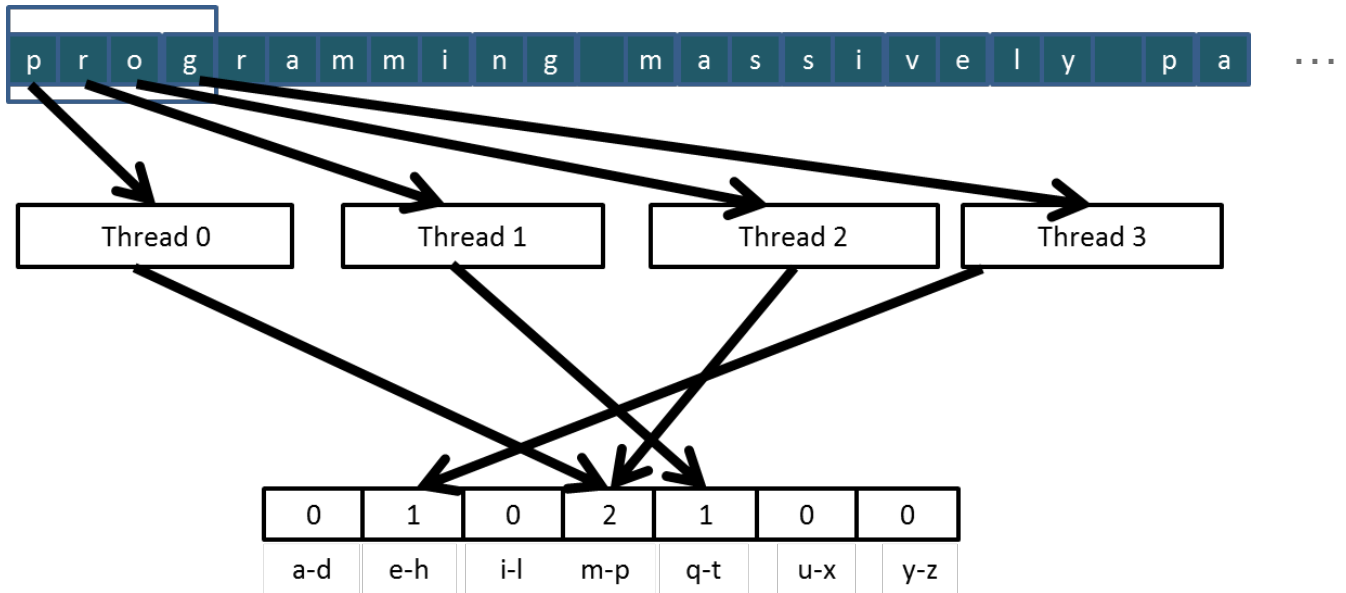 p r o g r a m m i n g   m a s s i v e l y   p a ...
Thread 0 Thread 1 Thread 2 Thread 3
0 1 0 2 1 0 0
a-d e-h i-l m-p q-t u-x y-z